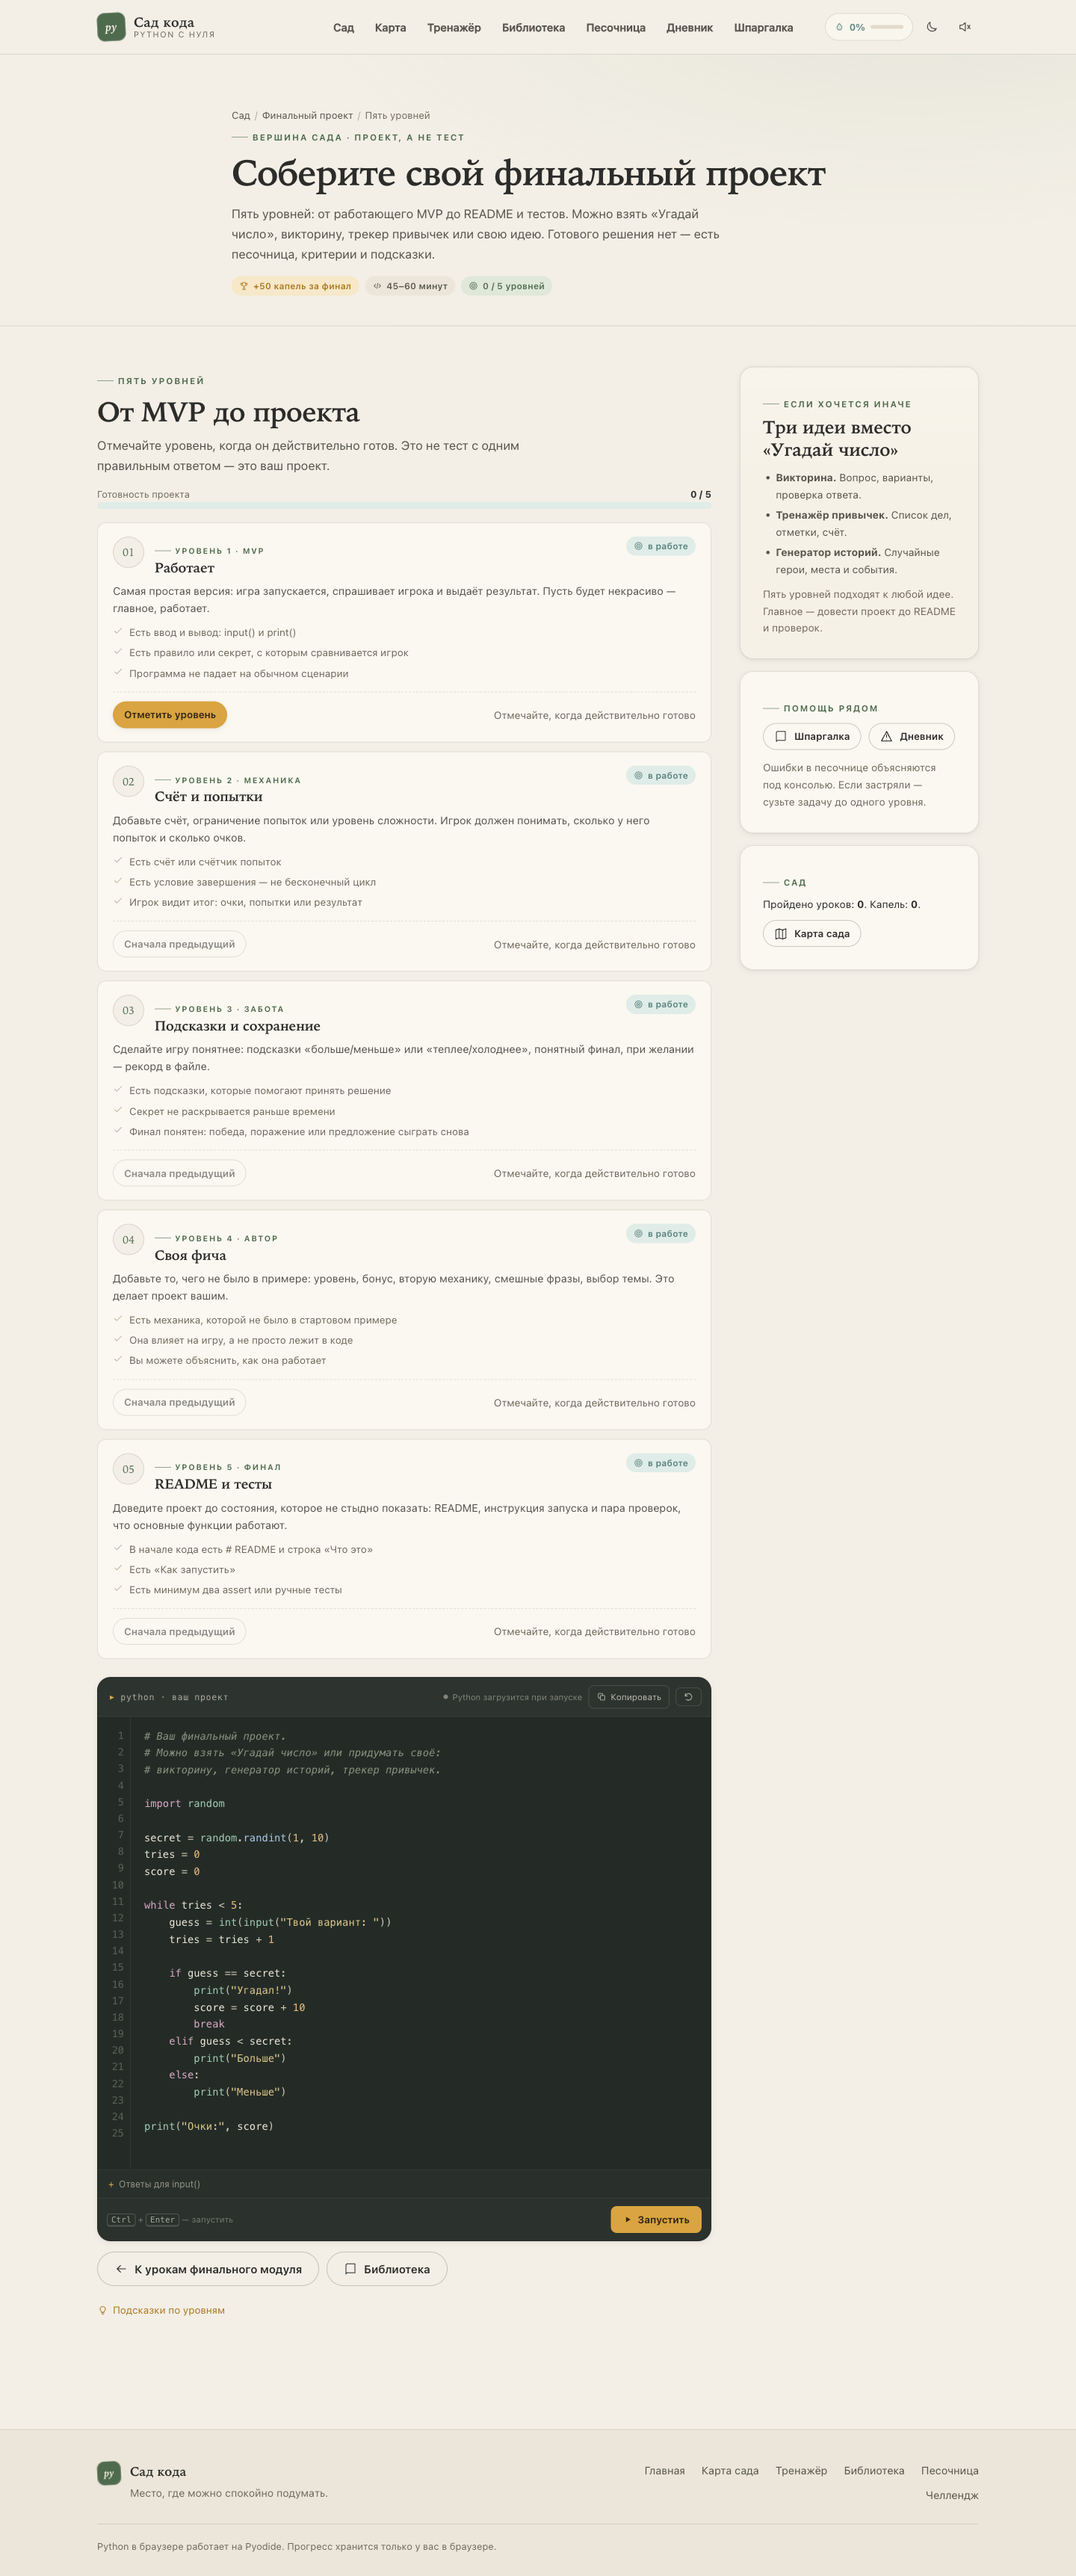 ру
Сад кода
PYTHON С НУЛЯ
Сад Карта Тренажёр Библиотека Песочница Дневник Шпаргалка
0%
Сад / Финальный проект / Пять уровней
ВЕРШИНА САДА · ПРОЕКТ, А НЕ ТЕСТ
Соберите свой финальный проект
Пять уровней: от работающего MVP до README и тестов. Можно взять «Угадай
число», викторину, трекер привычек или свою идею. Готового решения нет — есть
песочница, критерии и подсказки.
+50 капель за финал 45–60 минут 0 / 5 уровней
ПЯТЬ УРОВНЕЙ
От MVP до проекта
Отмечайте уровень, когда он действительно готов. Это не тест с одним
правильным ответом — это ваш проект.
Готовность проекта 0 / 5
01
УРОВЕНЬ 1 · MVP
в работе
Работает
Самая простая версия: игра запускается, спрашивает игрока и выдаёт результат. Пусть будет некрасиво —
главное, работает.
Есть ввод и вывод: input() и print()
Есть правило или секрет, с которым сравнивается игрок
Программа не падает на обычном сценарии
Отметить уровень Отмечайте, когда действительно готово
02
УРОВЕНЬ 2 · МЕХАНИКА
в работе
Счёт и попытки
Добавьте счёт, ограничение попыток или уровень сложности. Игрок должен понимать, сколько у него
попыток и сколько очков.
Есть счёт или счётчик попыток
Есть условие завершения — не бесконечный цикл
Игрок видит итог: очки, попытки или результат
Сначала предыдущий Отмечайте, когда действительно готово
03
УРОВЕНЬ 3 · ЗАБОТА
в работе
Подсказки и сохранение
Сделайте игру понятнее: подсказки «больше/меньше» или «теплее/холоднее», понятный финал, при желании
— рекорд в файле.
Есть подсказки, которые помогают принять решение
Секрет не раскрывается раньше времени
Финал понятен: победа, поражение или предложение сыграть снова
Сначала предыдущий Отмечайте, когда действительно готово
04
УРОВЕНЬ 4 · АВТОР
в работе
Своя фича
Добавьте то, чего не было в примере: уровень, бонус, вторую механику, смешные фразы, выбор темы. Это
делает проект вашим.
Есть механика, которой не было в стартовом примере
Она влияет на игру, а не просто лежит в коде
Вы можете объяснить, как она работает
Сначала предыдущий Отмечайте, когда действительно готово
05
УРОВЕНЬ 5 · ФИНАЛ
в работе
README и тесты
Доведите проект до состояния, которое не стыдно показать: README, инструкция запуска и пара проверок,
что основные функции работают.
В начале кода есть # README и строка «Что это»
Есть «Как запустить»
Есть минимум два assert или ручные тесты
Сначала предыдущий Отмечайте, когда действительно готово
python · ваш проект Python загрузится при запуске Копировать
1 # Ваш финальный проект.
2 # Можно взять «Угадай число» или придумать своё:
3 # викторину, генератор историй, трекер привычек.
4
5 import random
6
7 secret = random.randint(1, 10)
8 tries = 0
9 score = 0
10
11 while tries < 5:
12 guess = int(input("Твой вариант: "))
13 tries = tries + 1
14
15 if guess == secret:
16 print("Угадал!")
17 score = score + 10
18 break
19 elif guess < secret:
20 print("Больше")
21 else:
22 print("Меньше")
23
24 print("Очки:", score)
25
+ Ответы для input()
Ctrl + Enter — запустить Запустить
К урокам финального модуля Библиотека
Подсказки по уровням
ЕСЛИ ХОЧЕТСЯ ИНАЧЕ
Три идеи вместо
«Угадай число»
• Викторина. Вопрос, варианты,
проверка ответа.
• Тренажёр привычек. Список дел,
отметки, счёт.
• Генератор историй. Случайные
герои, места и события.
Пять уровней подходят к любой идее.
Главное — довести проект до README
и проверок.
ПОМОЩЬ РЯДОМ
Шпаргалка Дневник
Ошибки в песочнице объясняются
под консолью. Если застряли —
сузьте задачу до одного уровня.
САД
Пройдено уроков: 0. Капель: 0.
Карта сада
ру
Сад кода
Место, где можно спокойно подумать.
Главная Карта сада Тренажёр Библиотека Песочница
Челлендж
Python в браузере работает на Pyodide. Прогресс хранится только у вас в браузере.